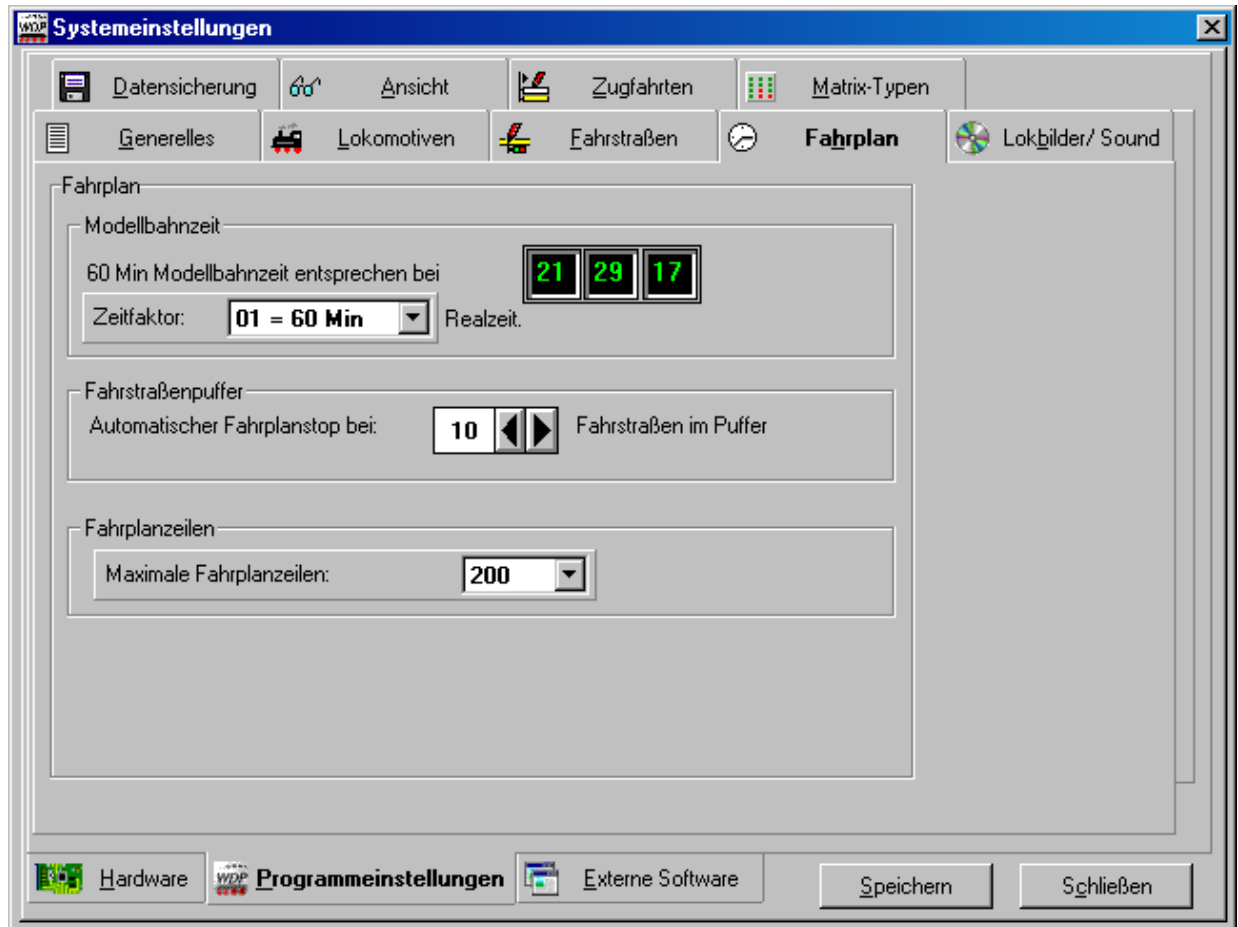 Systemeinstellungen
Datensicherung Ansicht Zugfahrten Matrix-Typen
Generelles Lokomotiven Fahrstraßen Fahrplan Lokbilder/ Sound
Fahrplan
Modellbahnzeit
60 Min Modellbahnzeit entsprechen bei 21 29 17
Zeitfaktor: 01 = 60 Min Realzeit.
Fahrstraßenpuffer
Automatischer Fahrplanstop bei: 10 Fahrstraßen im Puffer
Fahrplanzeilen
Maximale Fahrplanzeilen: 200
Hardware WDP Programmeinstellungen Externe Software Speichern Schließen